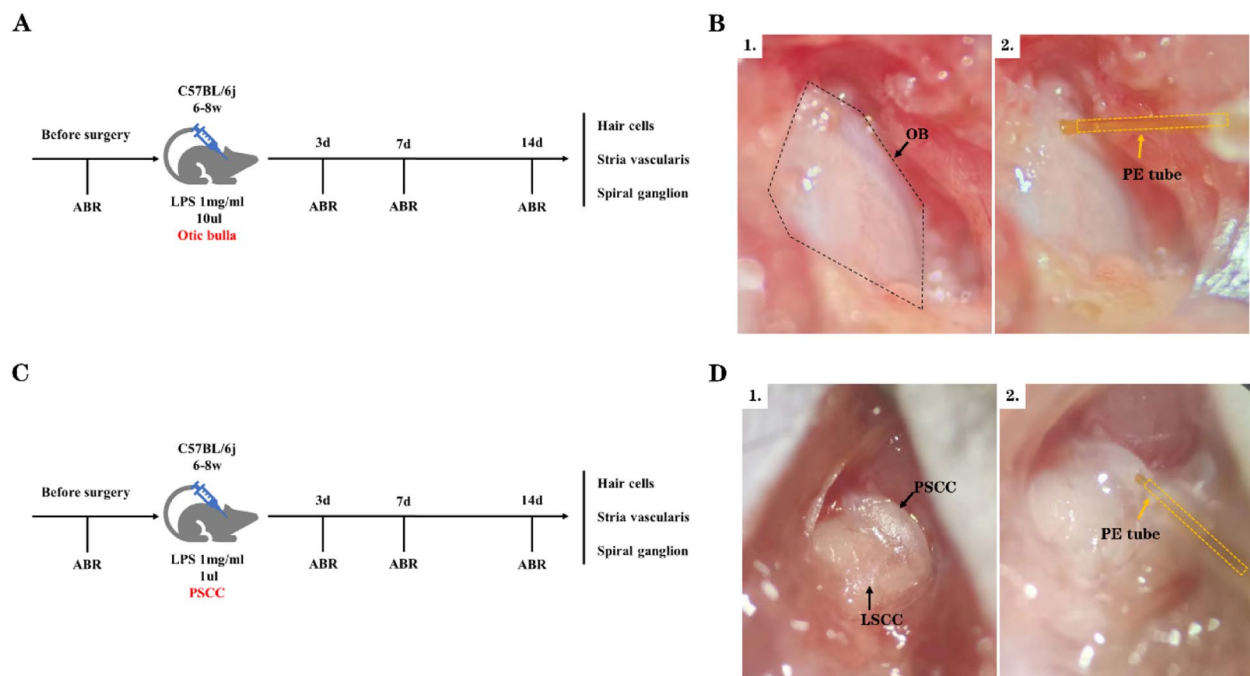 A
C57BL/6j
6-8w
Before surgery
3d
7d
14d
Hair cells
Stria vascularis
Spiral ganglion
ABR
LPS 1mg/ml
10ul
Otic bulla
ABR
ABR
ABR
B
1.
OB
2.
PE tube
C
C57BL/6j
6-8w
Before surgery
3d
7d
14d
Hair cells
Stria vascularis
Spiral ganglion
ABR
LPS 1mg/ml
1ul
PSCC
ABR
ABR
ABR
D
1.
PSCC
LSCC
2.
PE tube